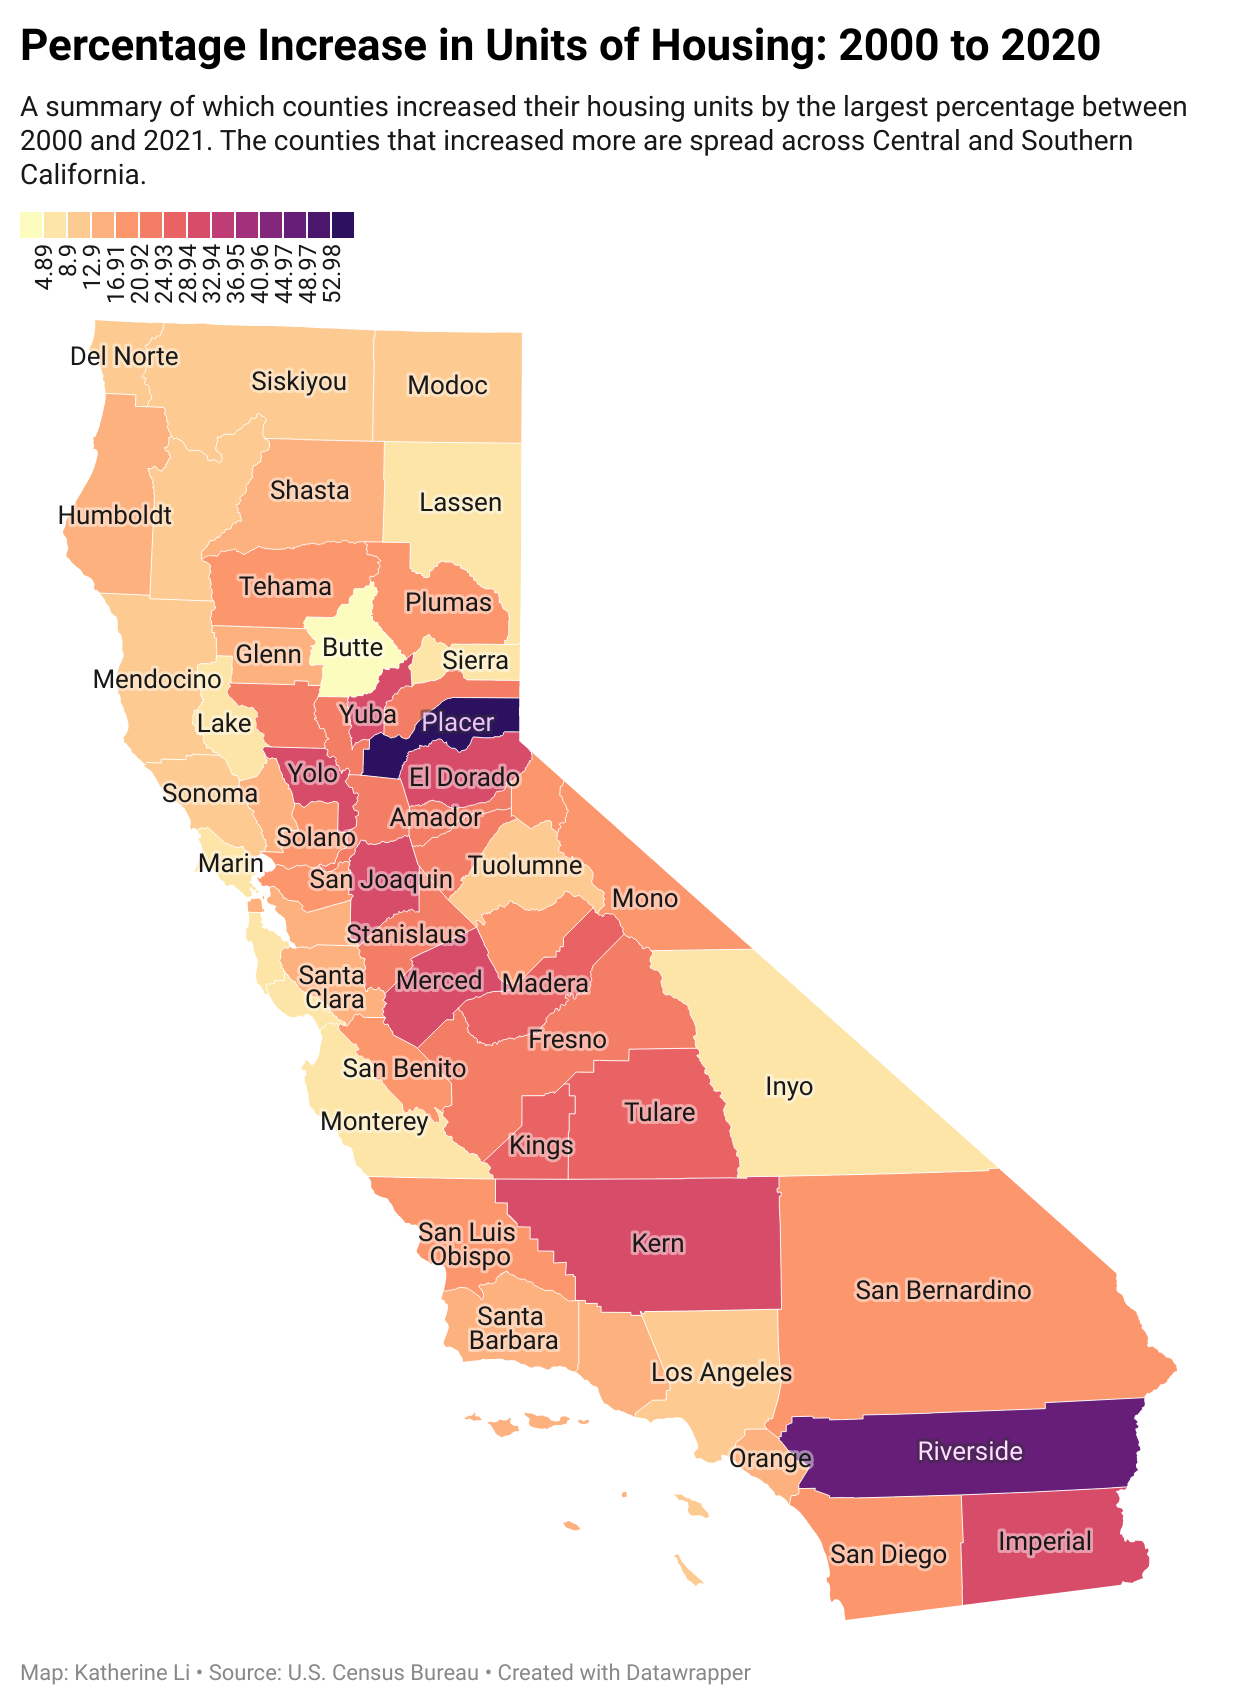 Percentage Increase in Units of Housing: 2000 to 2020
A summary of which counties increased their housing units by the largest percentage between
2000 and 2021. The counties that increased more are spread across Central and Southern
California.
4.89
8.9
12.9
16.91
20.92
24.93
28.94
32.94
36.95
40.96
44.97
48.97
52.98
Del Norte
Siskiyou
Modoc
Shasta
Lassen
Humboldt
Tehama
Plumas
Butte
Glenn
Sierra
Mendocino
Yuba
Placer
Lake
Yolo
El Dorado
Sonoma
Amador
Solano
Marin
Tuolumne
San Joaquin
Mono
Stanislaus
Santa
Clara
Merced
Madera
Fresno
San Benito
Inyo
Tulare
Monterey
Kings
San Luis
Obispo
Kern
San Bernardino
Santa
Barbara
Los Angeles
Orange
Riverside
San Diego
Imperial
Map: Katherine Li • Source: U.S. Census Bureau • Created with Datawrapper